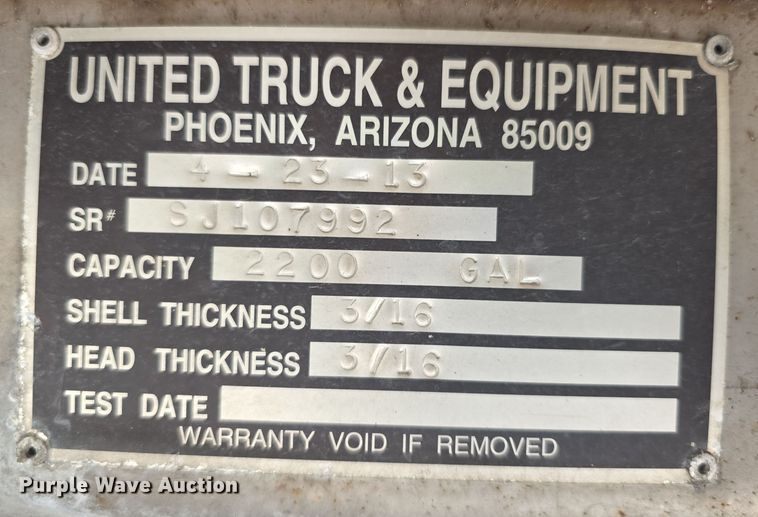 UNITED TRUCK & EQUIPMENT
PHOENIX, ARIZONA 85009
DATE 4-23-13
SR# SJ107992
CAPACITY 2200 GAL
SHELL THICKNESS 3/16
HEAD THICKNESS 3/16
TEST DATE
WARRANTY VOID IF REMOVED
Purple Wave Auction